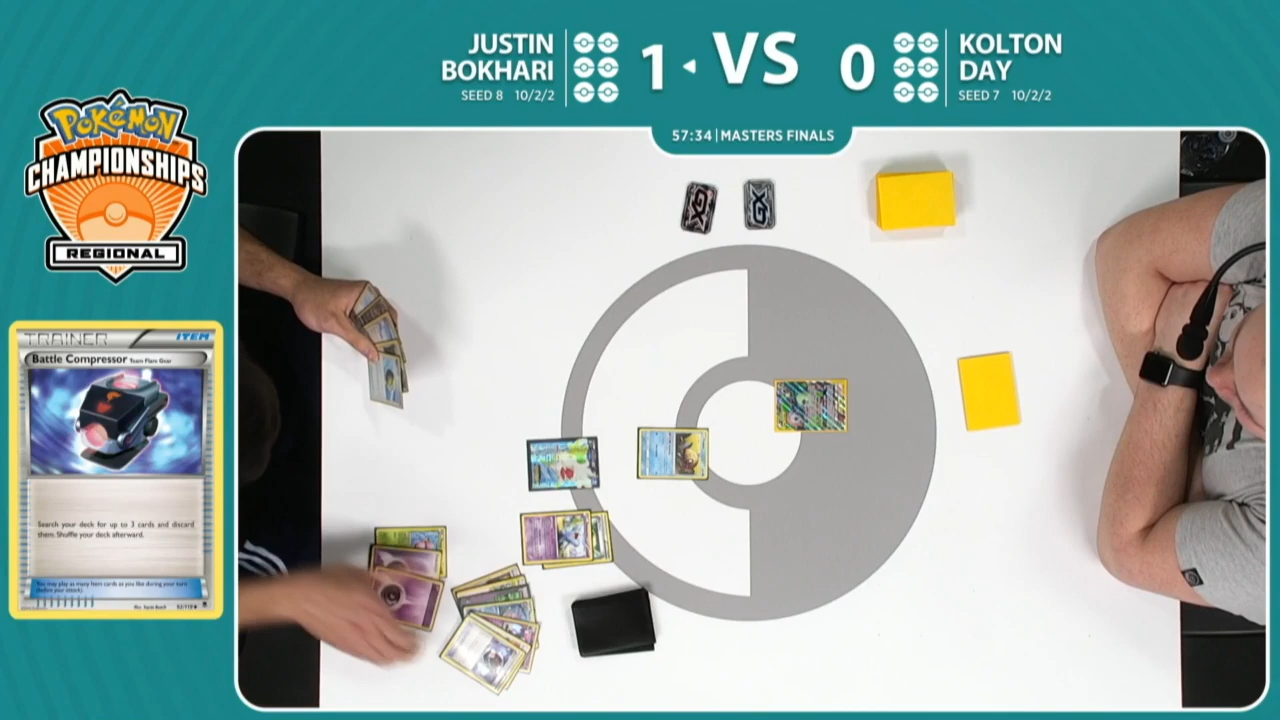 JUSTIN
BOKHARI
SEED 8 10/2/2
1
VS
0
KOLTON
DAY
SEED 7 10/2/2
57:34 | MASTERS FINALS
Pokémon
CHAMPIONSHIPS
REGIONAL
GX
GX
TRAINER
ITEM
Battle Compressor Team Flare Gear
Search your deck for up to 3 cards and discard
them. Shuffle your deck afterward.
You may play as many Item cards as you like during your turn
(before your attack).